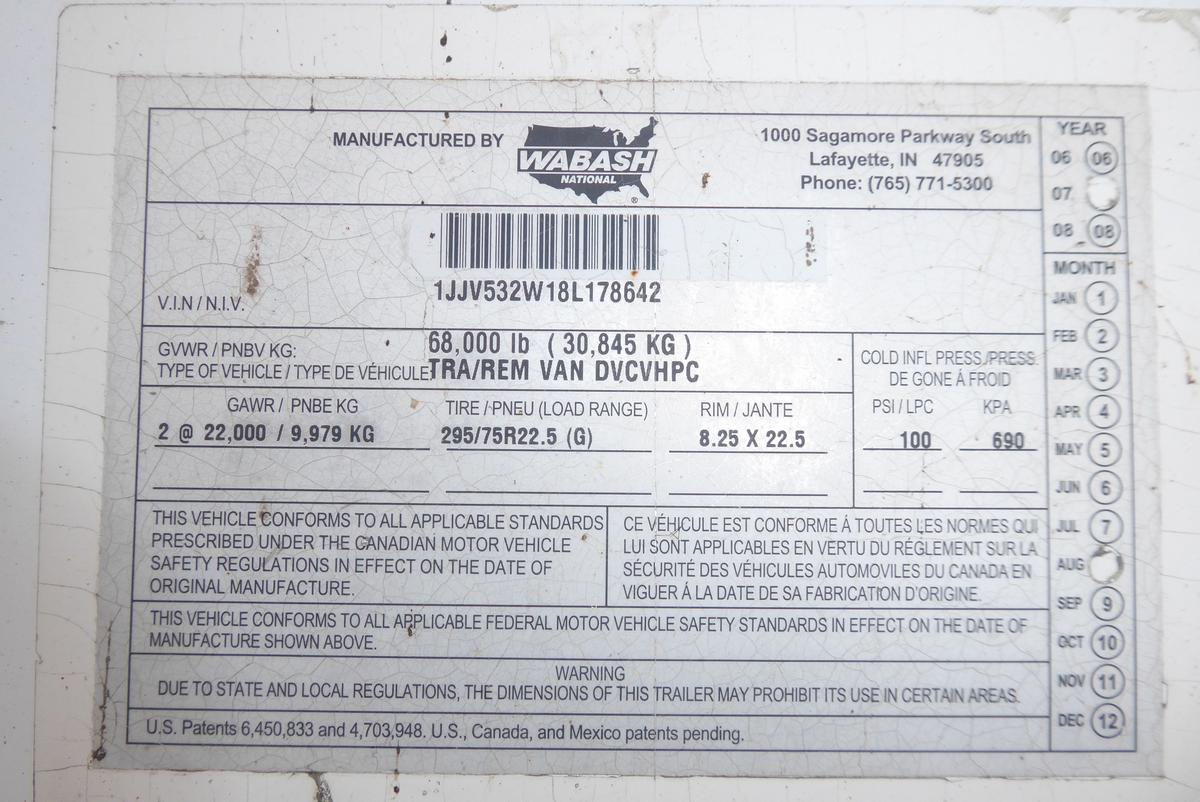 MANUFACTURED BY
WABASH
NATIONAL
®
1000 Sagamore Parkway South
Lafayette, IN 47905
Phone: (765) 771-5300
YEAR
06 06
07
08 08
MONTH
JAN 1
FEB 2
MAR 3
APR 4
MAY 5
JUN 6
JUL 7
AUG
SEP 9
OCT 10
NOV 11
DEC 12
1JJV532W18L178642
V.I.N / N.I.V.
GVWR / PNBV KG: 68,000 lb ( 30,845 KG )
TYPE OF VEHICLE / TYPE DE VÉHICULE TRA/REM VAN DVCVHPC
COLD INFL PRESS./PRESS.
DE GONE Á FROID
GAWR / PNBE KG TIRE / PNEU (LOAD RANGE) RIM / JANTE PSI / LPC KPA
2 @ 22,000 / 9,979 KG 295/75R22.5 (G) 8.25 X 22.5 100 690
THIS VEHICLE CONFORMS TO ALL APPLICABLE STANDARDS
PRESCRIBED UNDER THE CANADIAN MOTOR VEHICLE
SAFETY REGULATIONS IN EFFECT ON THE DATE OF
ORIGINAL MANUFACTURE.
CE VÉHICULE EST CONFORME Á TOUTES LES NORMES QUI
LUI SONT APPLICABLES EN VERTU DU RÉGLEMENT SUR LA
SÉCURITÉ DES VÉHICULES AUTOMOVILES DU CANADA EN
VIGUER Á LA DATE DE SA FABRICATION D'ORIGINE.
THIS VEHICLE CONFORMS TO ALL APPLICABLE FEDERAL MOTOR VEHICLE SAFETY STANDARDS IN EFFECT ON THE DATE OF
MANUFACTURE SHOWN ABOVE.
WARNING
DUE TO STATE AND LOCAL REGULATIONS, THE DIMENSIONS OF THIS TRAILER MAY PROHIBIT ITS USE IN CERTAIN AREAS.
U.S. Patents 6,450,833 and 4,703,948. U.S., Canada, and Mexico patents pending.